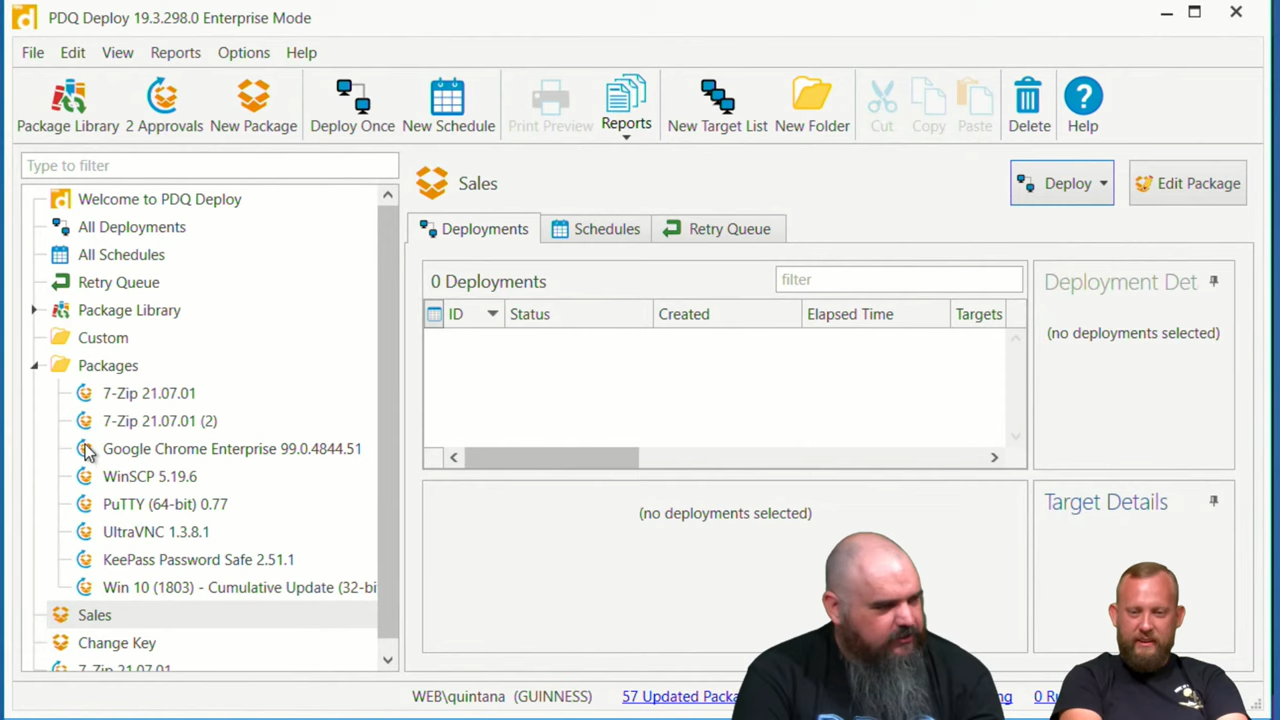 PDQ Deploy 19.3.298.0 Enterprise Mode
File Edit View Reports Options Help
Package Library 2 Approvals New Package Deploy Once New Schedule Print Preview Reports New Target List New Folder Cut Copy Paste Delete Help
Type to filter
Welcome to PDQ Deploy
All Deployments
All Schedules
Retry Queue
Package Library
Custom
Packages
7-Zip 21.07.01
7-Zip 21.07.01 (2)
Google Chrome Enterprise 99.0.4844.51
WinSCP 5.19.6
PuTTY (64-bit) 0.77
UltraVNC 1.3.8.1
KeePass Password Safe 2.51.1
Win 10 (1803) - Cumulative Update (32-bi
Sales
Change Key
7-Zip 21.07.01
Sales
Deploy Edit Package
Deployments Schedules Retry Queue
0 Deployments filter
ID Status Created Elapsed Time Targets
Deployment Det
(no deployments selected)
(no deployments selected)
Target Details
WEB\quintana (GUINNESS) 57 Updated Packa